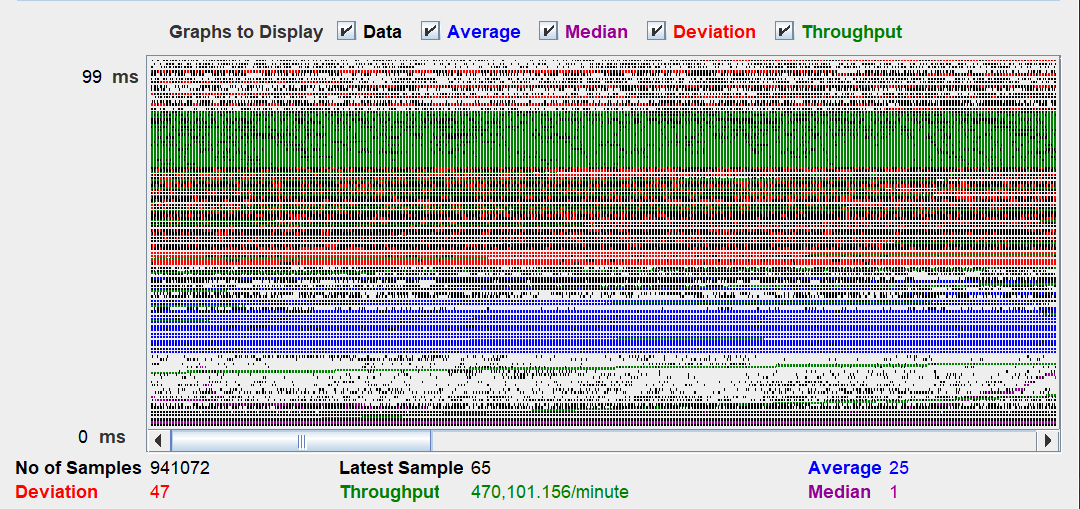 Graphs to Display Data Average Median Deviation Throughput
99 ms
0 ms
No of Samples 941072 Latest Sample 65 Average 25
Deviation 47 Throughput 470,101.156/minute Median 1